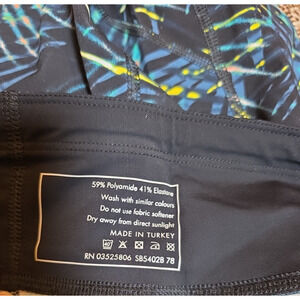 59% Polyamide 41% Elastane
Wash with similar colours
Do not use fabric softener
Dry away from direct sunlight
MADE IN TURKEY
RN 03525806 SB5402B 78